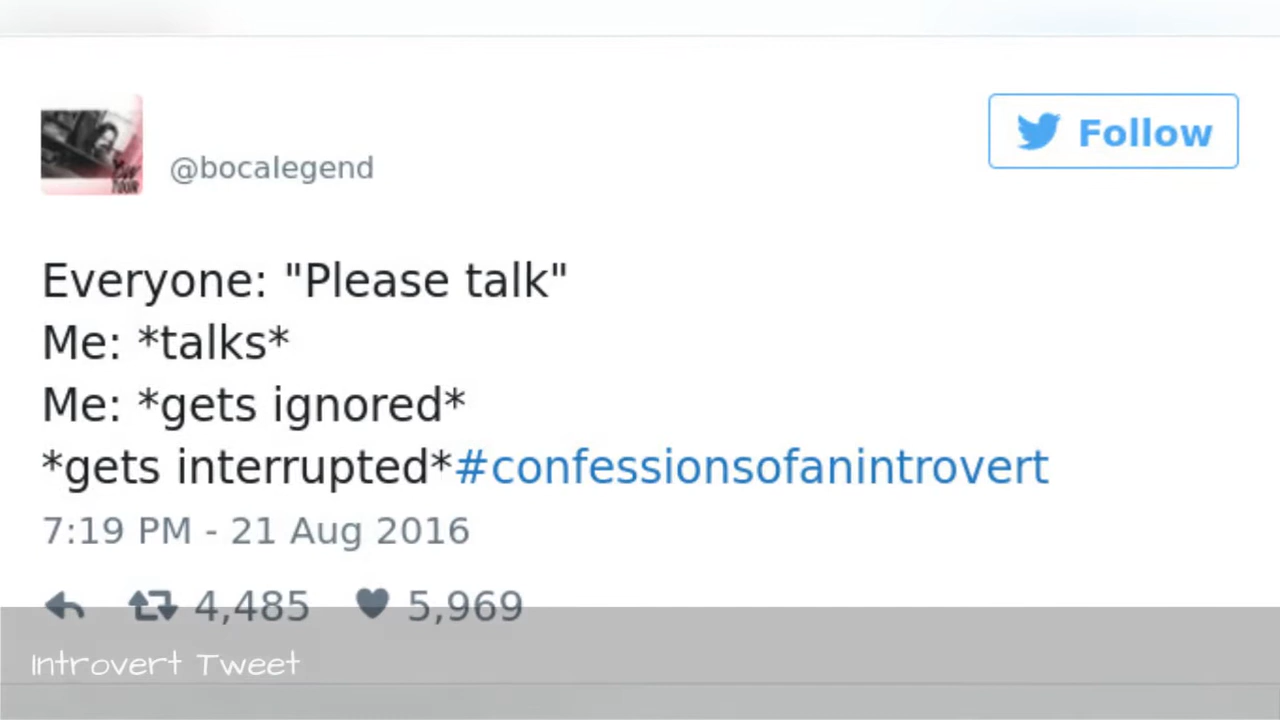 @bocalegend
Follow
Everyone: "Please talk"
Me: *talks*
Me: *gets ignored*
*gets interrupted*#confessionsofanintrovert
7:19 PM - 21 Aug 2016
4,485 5,969
Introvert Tweet